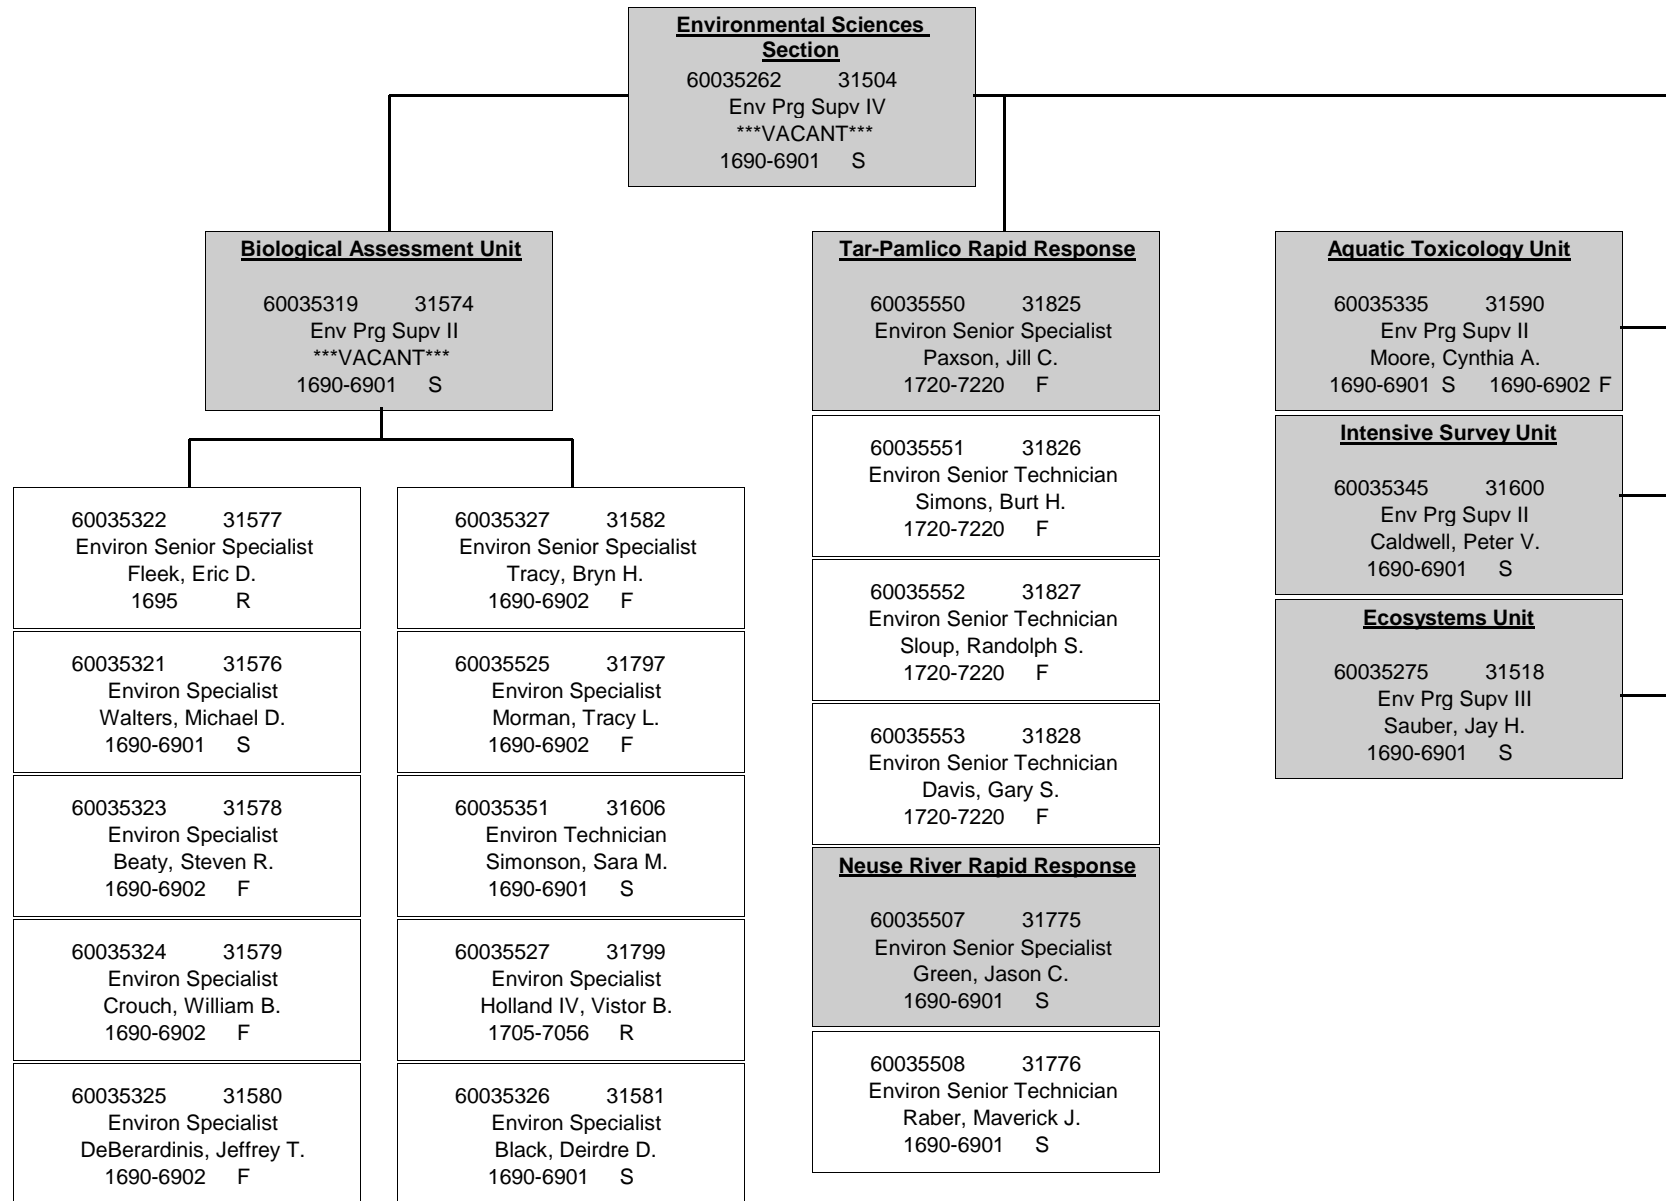 Environmental Sciences
Section
60035262 31504
Env Prg Supv IV
***VACANT***
1690-6901 S
Biological Assessment Unit
60035319 31574
Env Prg Supv II
***VACANT***
1690-6901 S
60035322 31577
Environ Senior Specialist
Fleek, Eric D.
1695 R
60035321 31576
Environ Specialist
Walters, Michael D.
1690-6901 S
60035323 31578
Environ Specialist
Beaty, Steven R.
1690-6902 F
60035324 31579
Environ Specialist
Crouch, William B.
1690-6902 F
60035325 31580
Environ Specialist
DeBerardinis, Jeffrey T.
1690-6902 F
60035327 31582
Environ Senior Specialist
Tracy, Bryn H.
1690-6902 F
60035525 31797
Environ Specialist
Morman, Tracy L.
1690-6902 F
60035351 31606
Environ Technician
Simonson, Sara M.
1690-6901 S
60035527 31799
Environ Specialist
Holland IV, Vistor B.
1705-7056 R
60035326 31581
Environ Specialist
Black, Deirdre D.
1690-6901 S
Tar-Pamlico Rapid Response
60035550 31825
Environ Senior Specialist
Paxson, Jill C.
1720-7220 F
60035551 31826
Environ Senior Technician
Simons, Burt H.
1720-7220 F
60035552 31827
Environ Senior Technician
Sloup, Randolph S.
1720-7220 F
60035553 31828
Environ Senior Technician
Davis, Gary S.
1720-7220 F
Neuse River Rapid Response
60035507 31775
Environ Senior Specialist
Green, Jason C.
1690-6901 S
60035508 31776
Environ Senior Technician
Raber, Maverick J.
1690-6901 S
Aquatic Toxicology Unit
60035335 31590
Env Prg Supv II
Moore, Cynthia A.
1690-6901 S 1690-6902 F
Intensive Survey Unit
60035345 31600
Env Prg Supv II
Caldwell, Peter V.
1690-6901 S
Ecosystems Unit
60035275 31518
Env Prg Supv III
Sauber, Jay H.
1690-6901 S